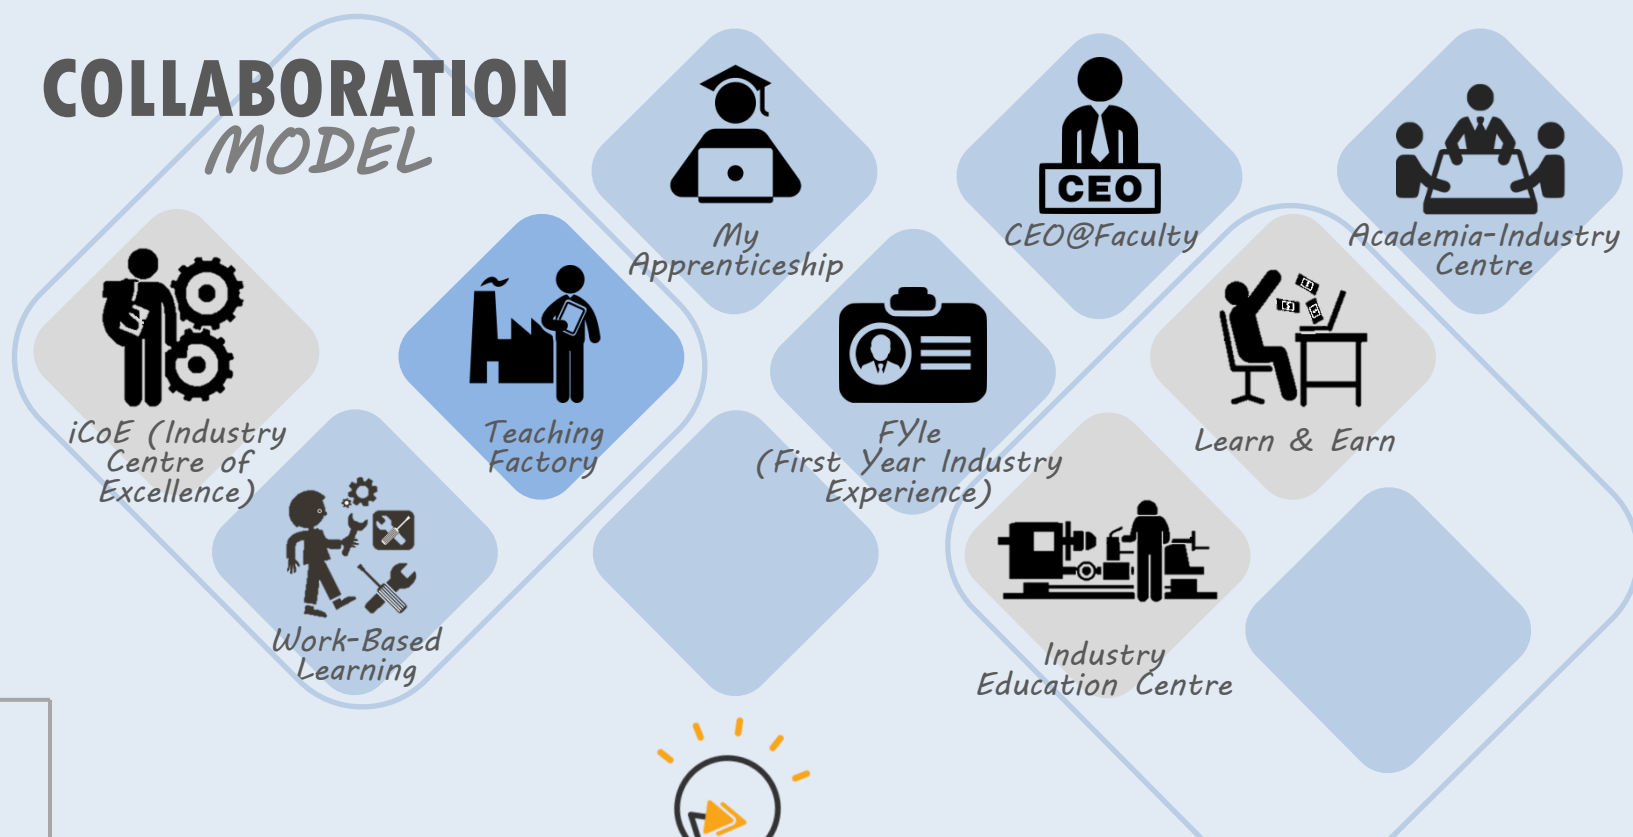 COLLABORATION
MODEL
My
Apprenticeship
CEO
CEO@Faculty
Academia-Industry
Centre
iCoE (Industry
Centre of
Excellence)
Teaching
Factory
FYIe
(First Year Industry
Experience)
Learn & Earn
Work-Based
Learning
Industry
Education Centre